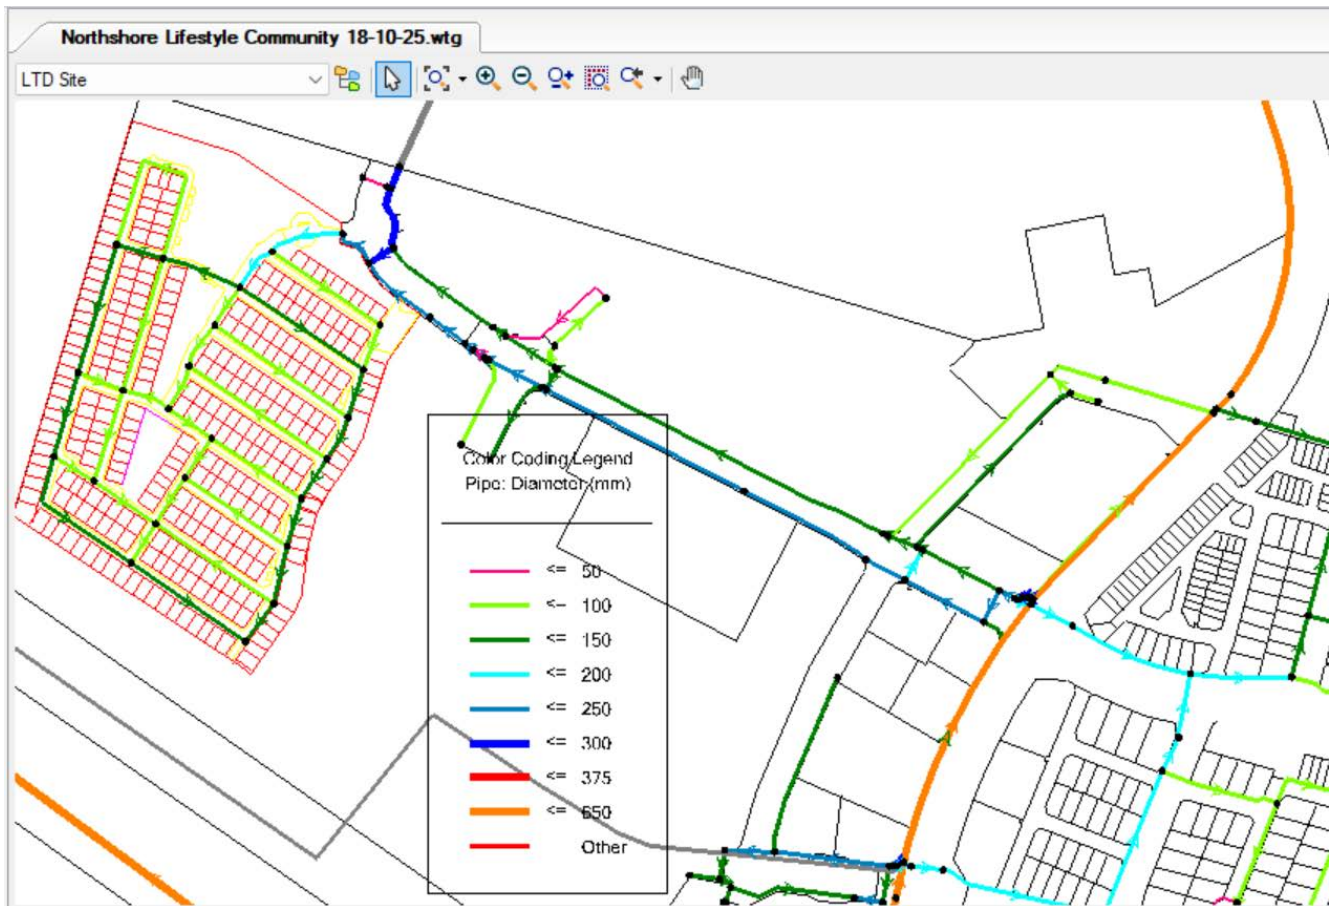 Northshore Lifestyle Community 18-10-25.wtg
LTD Site
Color Coding Legend
Pipe: Diameter (mm)
<= 50
<= 100
<= 150
<= 200
<= 250
<= 300
<= 375
<= 650
Other